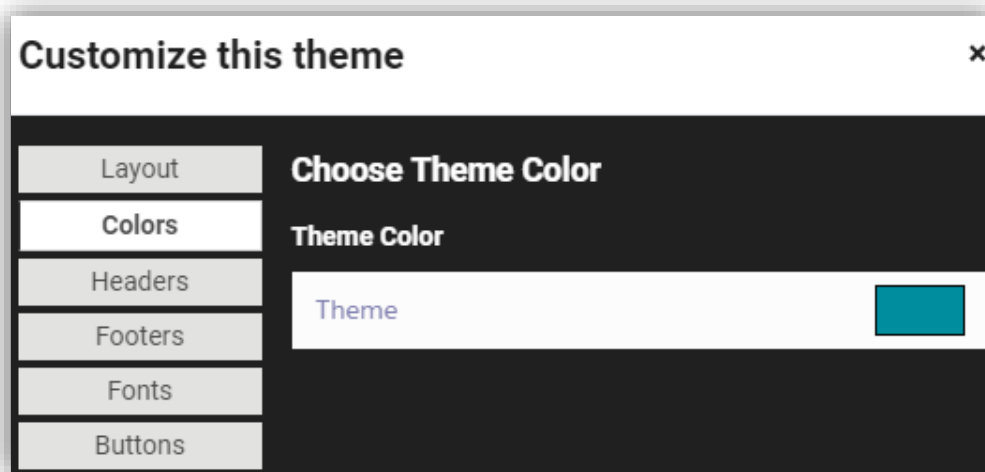 Customize this theme
×
Layout
Colors
Headers
Footers
Fonts
Buttons
Choose Theme Color
Theme Color
Theme